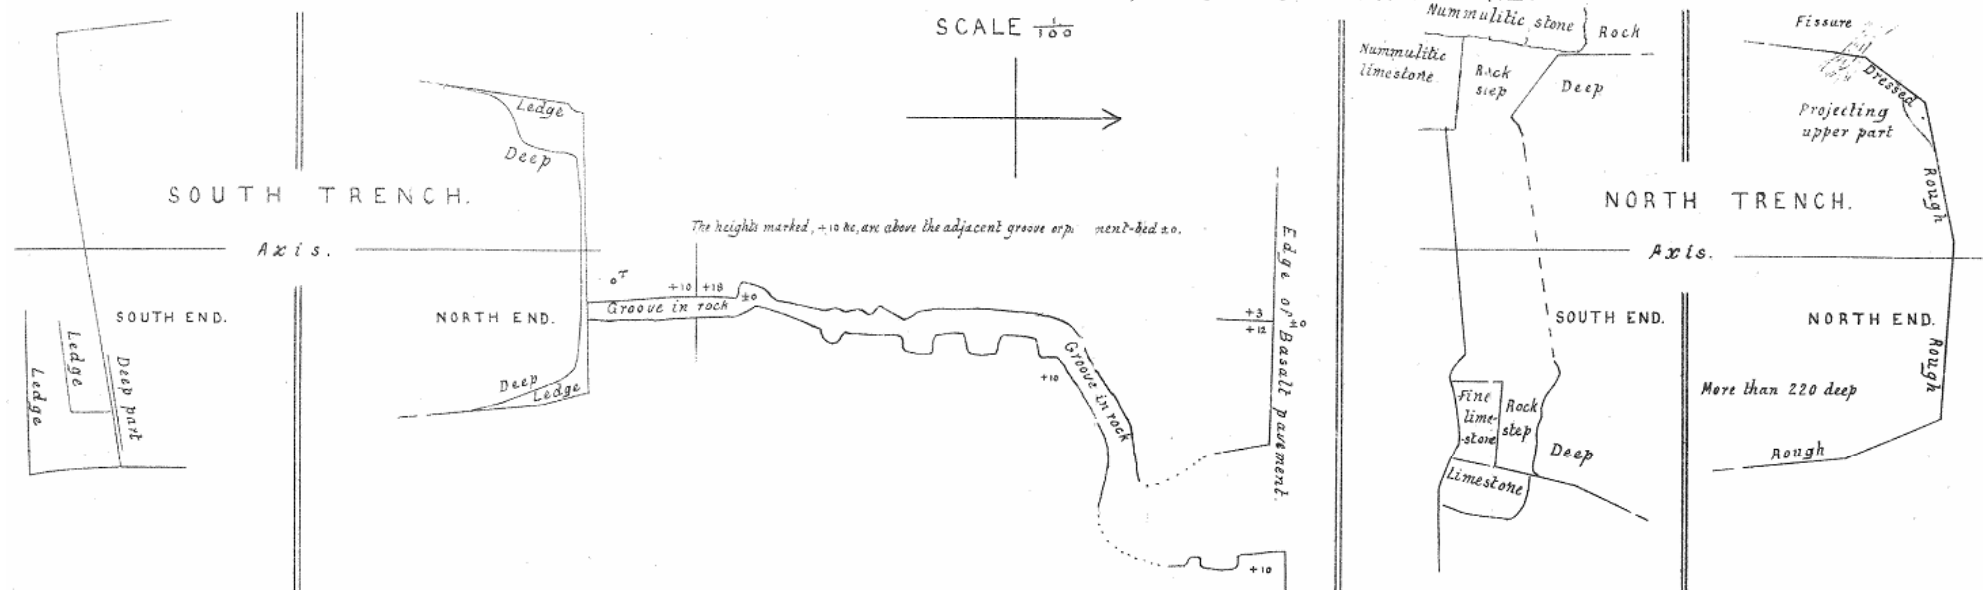 SCALE 1/100
SOUTH TRENCH.
Axis.
SOUTH END.
Ledge
Ledge
Deep part
Ledge
Deep
NORTH END.
Deep
Ledge
The heights marked, +10 &c, are above the adjacent groove or nent-bed ±0.
T
+10 +18
±0
Groove in rock
+10
Groove in rock
+3
+12
±0
Edge of Basalt pavement.
+10
Nummulitic stone
Rock
Nummulitic
limestone
Rock
step
Deep
NORTH TRENCH.
Axis.
SOUTH END.
Fine
lime-
-stone
Rock
step
Deep
Limestone
Fissure
Dressed
Projecting
upper part
Rough
NORTH END.
Rough
More than 220 deep
Rough